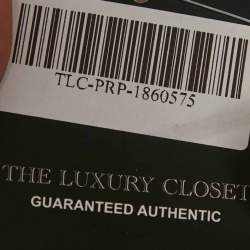 TLC-PRP-1860575
THE LUXURY CLOSET
GUARANTEED AUTHENTIC